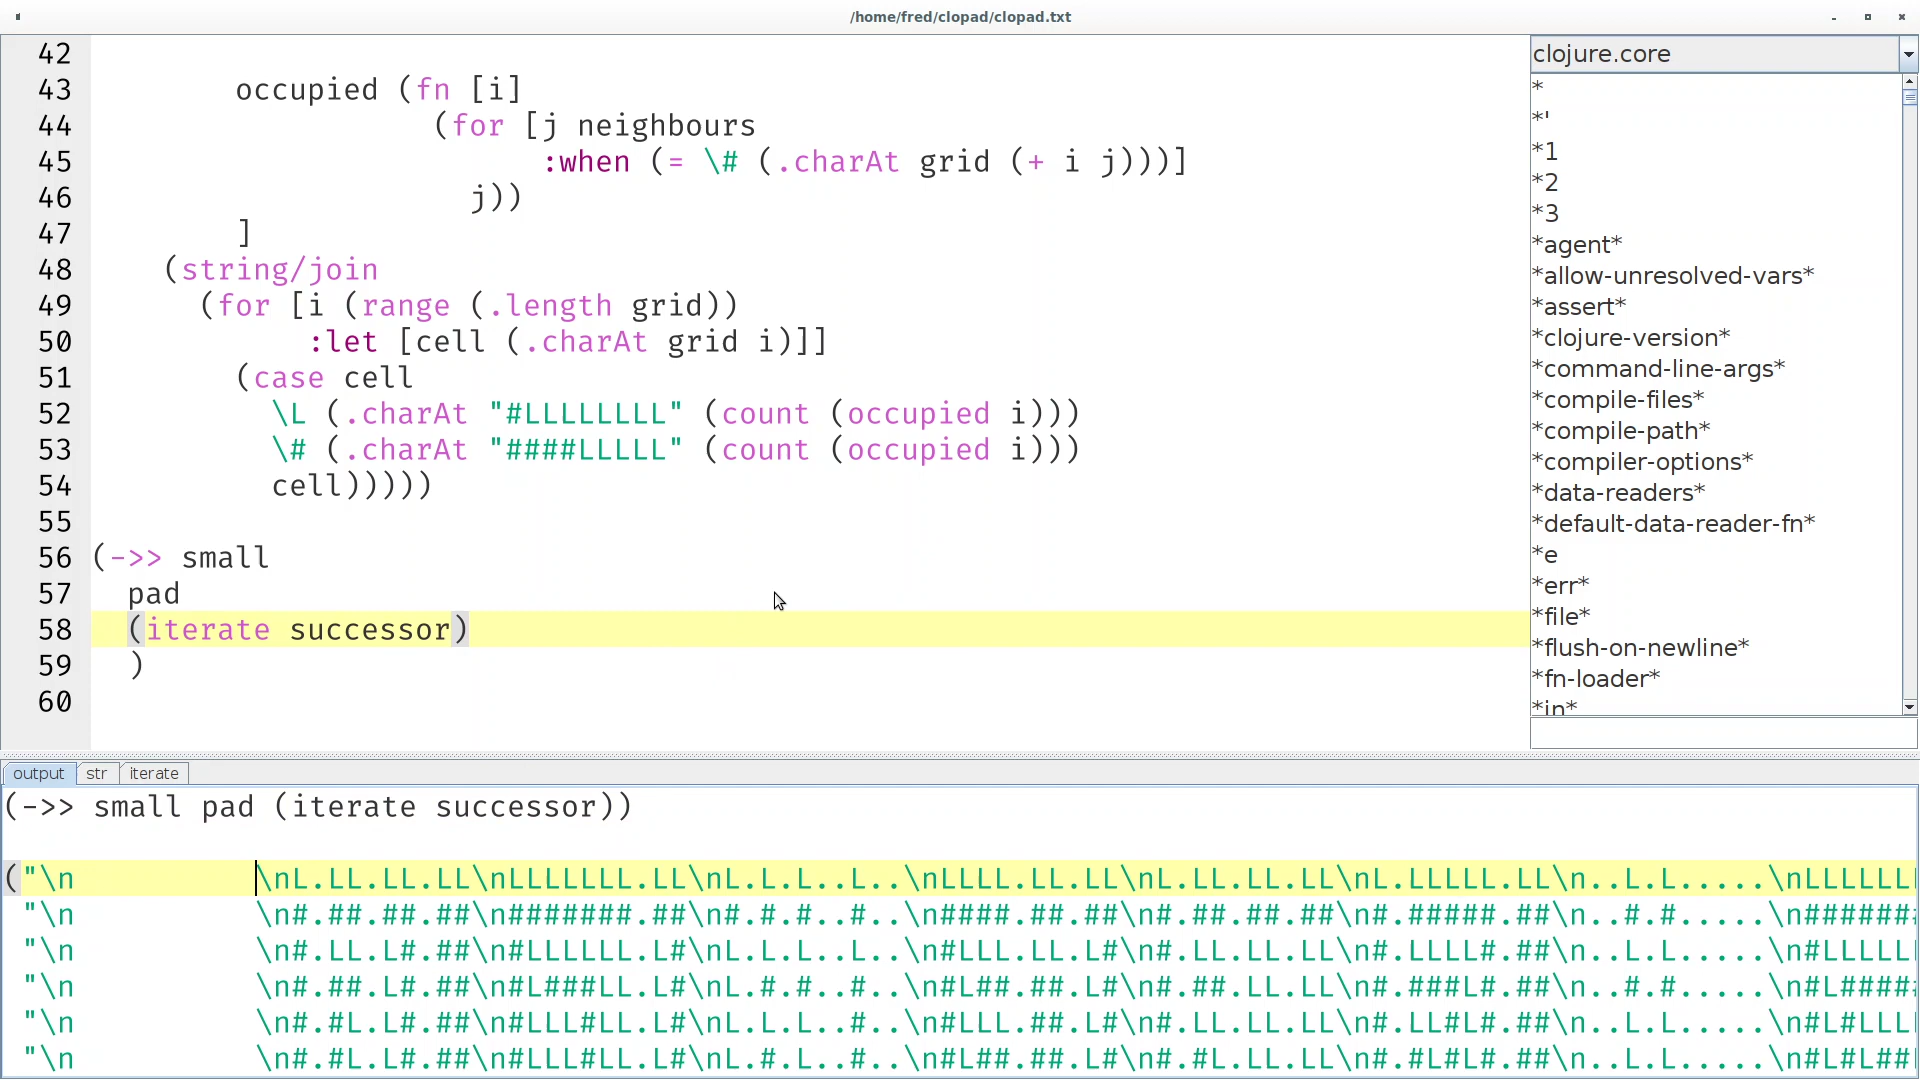 /home/fred/clopad/clopad.txt
42
43         occupied (fn [i]
44                    (for [j neighbours
45                          :when (= \# (.charAt grid (+ i j)))]
46                      j))
47         ]
48     (string/join
49       (for [i (range (.length grid))
50             :let [cell (.charAt grid i)]]
51         (case cell
52           \L (.charAt "#LLLLLLLL" (count (occupied i)))
53           \# (.charAt "####LLLLL" (count (occupied i)))
54           cell)))))
55
56 (->> small
57   pad
58   (iterate successor)
59   )
60
clojure.core
*
*'
*1
*2
*3
*agent*
*allow-unresolved-vars*
*assert*
*clojure-version*
*command-line-args*
*compile-files*
*compile-path*
*compiler-options*
*data-readers*
*default-data-reader-fn*
*e
*err*
*file*
*flush-on-newline*
*fn-loader*
*in*
output str iterate
(->> small pad (iterate successor))
("\n          \nL.LL.LL.LL\nLLLLLLL.LL\nL.L.L..L..\nLLLL.LL.LL\nL.LL.LL.LL\nL.LLLLL.LL\n..L.L.....\nLLLLLL
 "\n          \n#.##.##.##\n#######.##\n#.#.#..#..\n####.##.##\n#.##.##.##\n#.#####.##\n..#.#.....\n######
 "\n          \n#.LL.L#.##\n#LLLLLL.L#\nL.L.L..L..\n#LLL.LL.L#\n#.LL.LL.LL\n#.LLLL#.##\n..L.L.....\n#LLLLL
 "\n          \n#.##.L#.##\n#L###LL.L#\nL.#.#..#..\n#L##.##.L#\n#.##.LL.LL\n#.###L#.##\n..#.#.....\n#L####
 "\n          \n#.#L.L#.##\n#LLL#LL.L#\nL.L.L..#..\n#LLL.##.L#\n#.LL.LL.LL\n#.LL#L#.##\n..L.L.....\n#L#LLL
 "\n          \n#.#L.L#.##\n#LLL#LL.L#\nL.#.L..#..\n#L##.##.L#\n#.#L.LL.LL\n#.#L#L#.##\n..L.L.....\n#L#L##